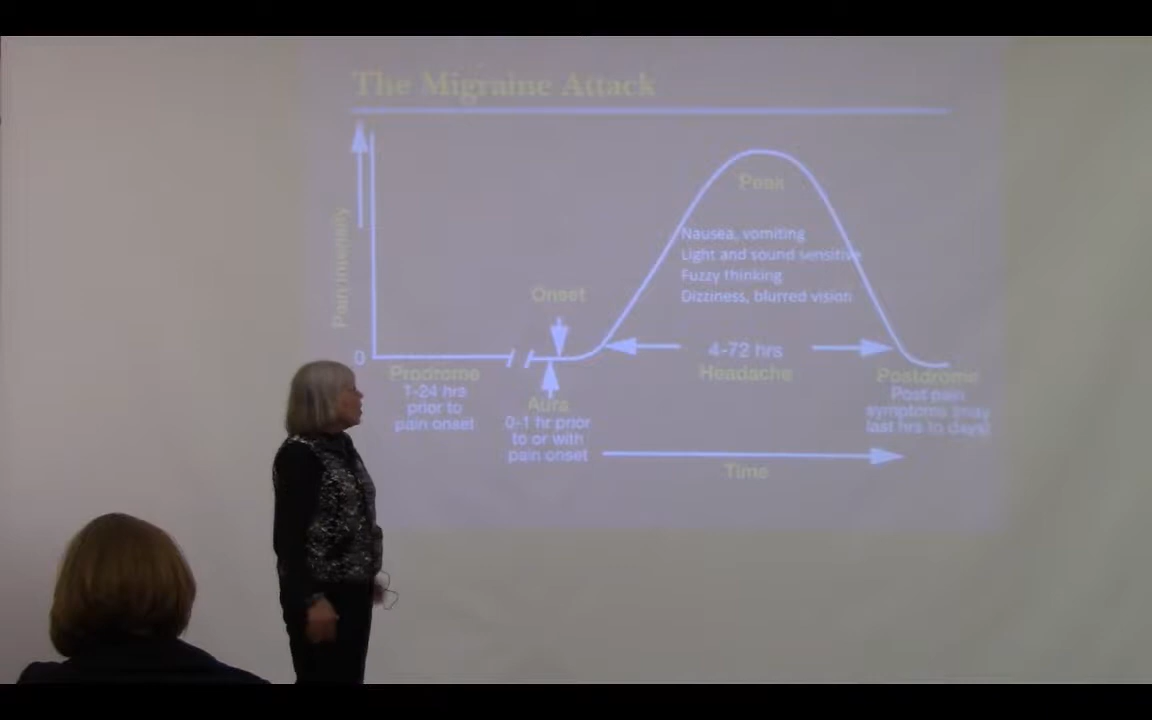 The Migraine Attack
Pain Intensity
Peak
Nausea, vomiting
Light and sound sensitive
Fuzzy thinking
Dizziness, blurred vision
Onset
0
4-72 hrs
Headache
Prodrome
1-24 hrs
prior to
pain onset
Aura
0-1 hr prior
to or with
pain onset
Postdrome
Post pain
symptoms (may
last hrs to days)
Time